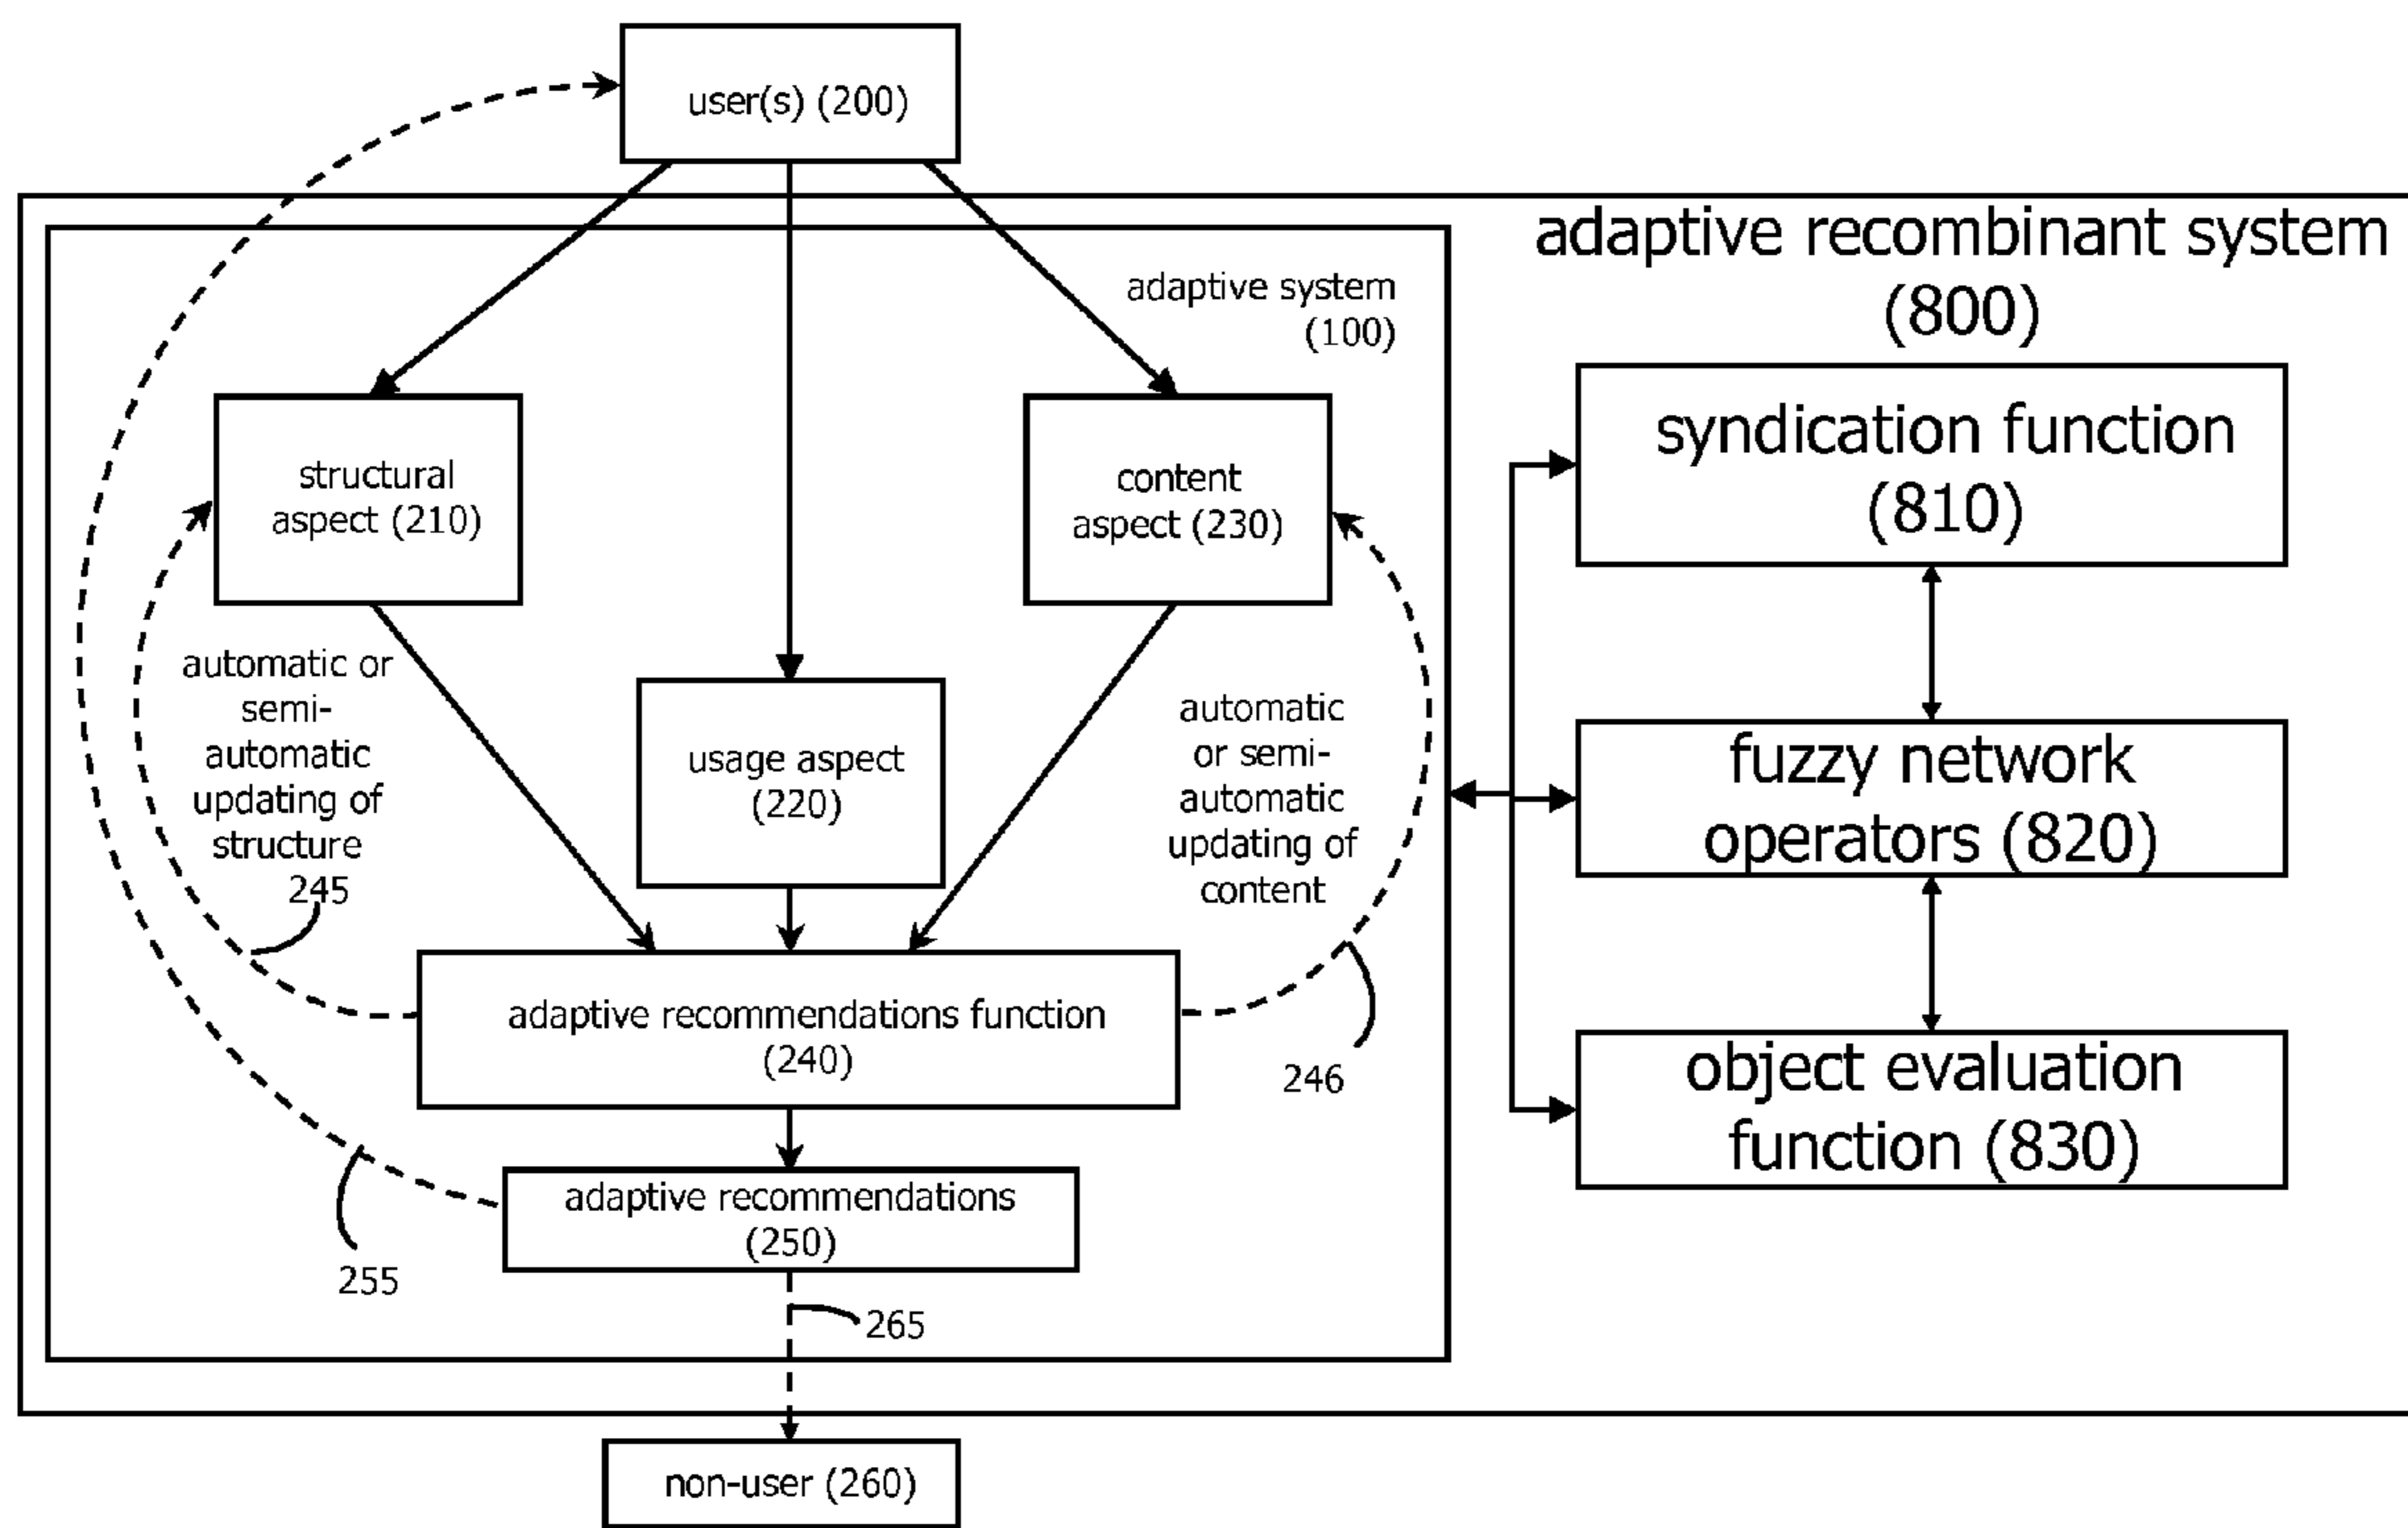 user(s) (200)
adaptive recombinant system
(800)
adaptive system
(100)
syndication function
(810)
structural
aspect (210)
content
aspect (230)
automatic or
semi-
automatic
updating of
structure
245
usage aspect
(220)
automatic
or semi-
automatic
updating of
content
fuzzy network
operators (820)
adaptive recommendations function
(240)
246
object evaluation
function (830)
adaptive recommendations
(250)
255
265
non-user (260)